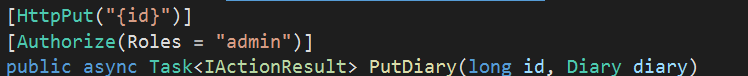 [HttpPut("{id}")]
[Authorize(Roles = "admin")]
public async Task<IActionResult> PutDiary(long id, Diary diary)